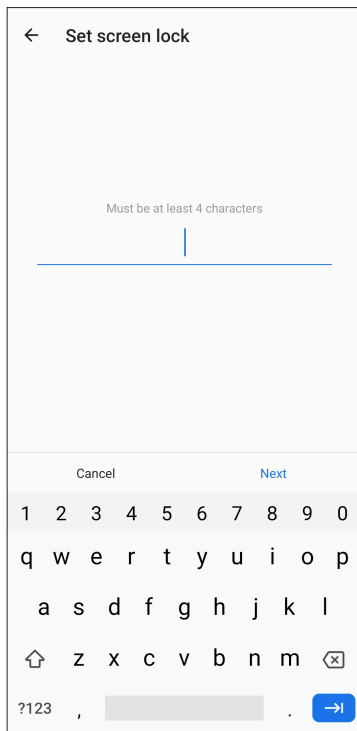 Set screen lock
Must be at least 4 characters
Cancel Next
1 2 3 4 5 6 7 8 9 0
q w e r t y u i o p
a s d f g h j k l
z x c v b n m
?123 , .